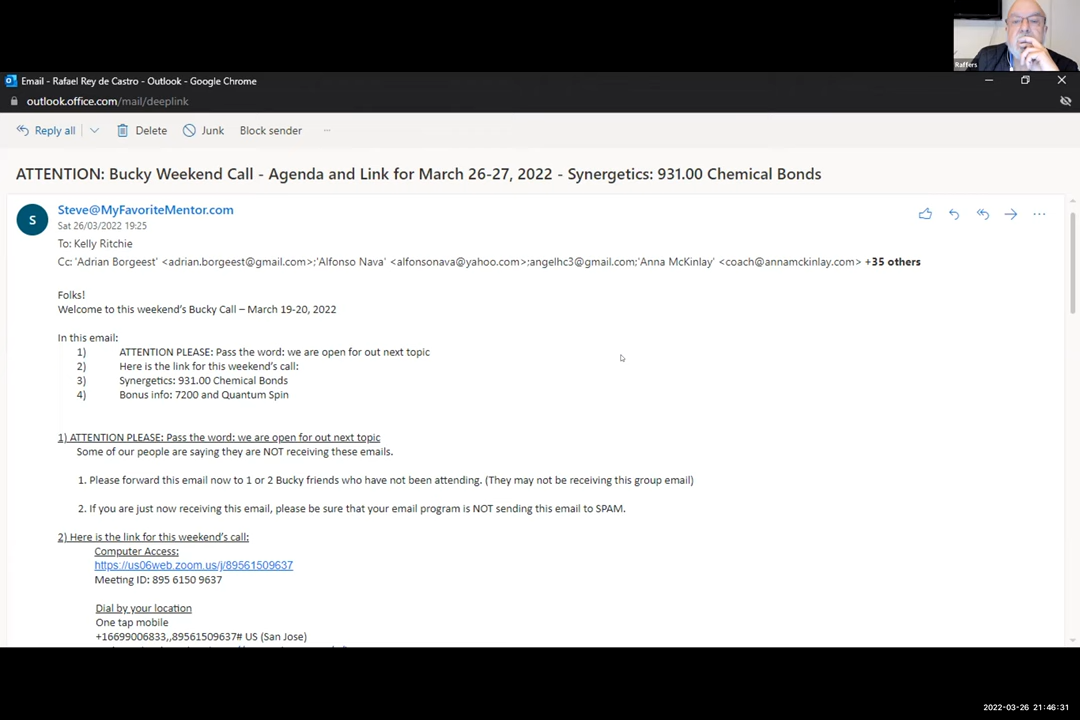 Raffers
Email - Rafael Rey de Castro - Outlook - Google Chrome
outlook.office.com/mail/deeplink
Reply all Delete Junk Block sender ...
ATTENTION: Bucky Weekend Call - Agenda and Link for March 26-27, 2022 - Synergetics: 931.00 Chemical Bonds
S Steve@MyFavoriteMentor.com
Sat 26/03/2022 19:25
To: Kelly Ritchie
Cc: 'Adrian Borgeest' <adrian.borgeest@gmail.com>;'Alfonso Nava' <alfonsonava@yahoo.com>;angelhc3@gmail.com;'Anna McKinlay' <coach@annamckinlay.com> +35 others
Folks!
Welcome to this weekend's Bucky Call – March 19-20, 2022
In this email:
1) ATTENTION PLEASE: Pass the word: we are open for out next topic
2) Here is the link for this weekend's call:
3) Synergetics: 931.00 Chemical Bonds
4) Bonus info: 7200 and Quantum Spin
1) ATTENTION PLEASE: Pass the word: we are open for out next topic
Some of our people are saying they are NOT receiving these emails.
1. Please forward this email now to 1 or 2 Bucky friends who have not been attending. (They may not be receiving this group email)
2. If you are just now receiving this email, please be sure that your email program is NOT sending this email to SPAM.
2) Here is the link for this weekend's call:
Computer Access:
https://us06web.zoom.us/j/89561509637
Meeting ID: 895 6150 9637
Dial by your location
One tap mobile
+16699006833,,89561509637# US (San Jose)
2022-03-26 21:46:31